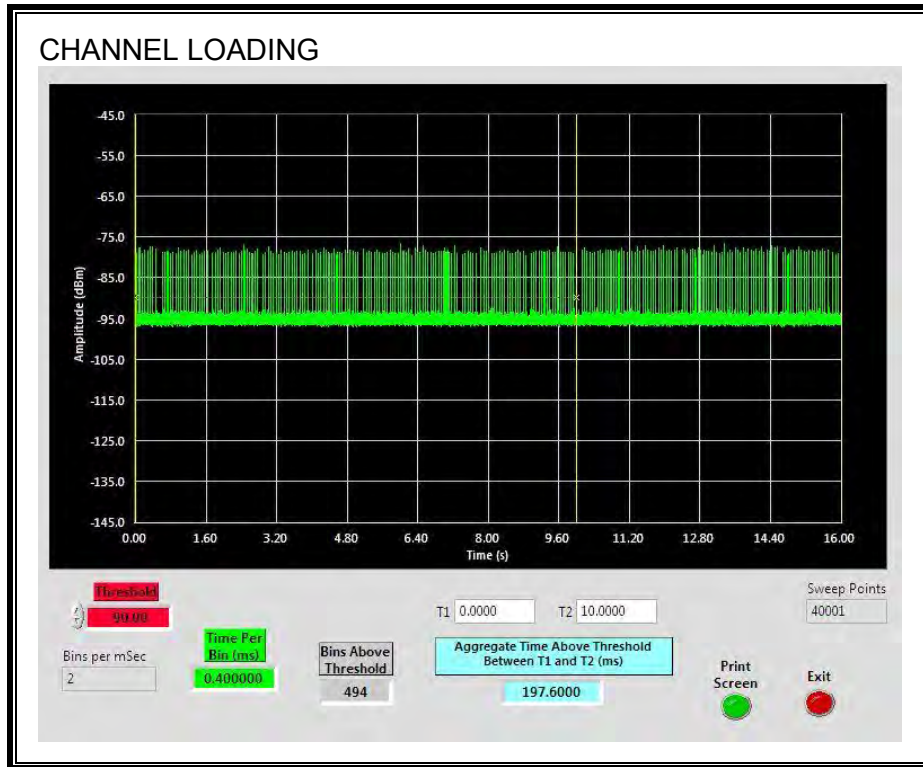 CHANNEL LOADING
-45.0
-55.0
-65.0
-75.0
-85.0
-95.0
-105.0
-115.0
-125.0
-135.0
-145.0
Amplitude (dBm)
0.00 1.60 3.20 4.80 6.40 8.00 9.60 11.20 12.80 14.40 16.00
Time (s)
Threshold
90.00
T1 0.0000 T2 10.0000
Sweep Points
40001
Bins per mSec
2
Time Per
Bin (ms)
0.400000
Bins Above
Threshold
494
Aggregate Time Above Threshold
Between T1 and T2 (ms)
197.6000
Print
Screen
Exit